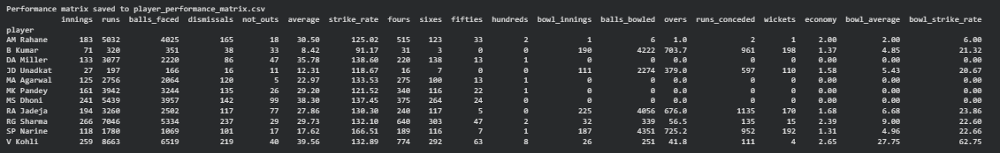 Performance matrix saved to player_performance_matrix.csv
innings runs balls_faced dismissals not_outs average strike_rate fours sixes fifties hundreds bowl_innings balls_bowled overs runs_conceded wickets economy bowl_average bowl_strike_rate
player
AM Rahane 183 5032 4025 165 18 30.50 125.02 515 123 33 2 1 6 1.0 2 1 2.00 2.00 6.00
B Kumar 71 320 351 38 33 8.42 91.17 31 3 0 0 190 4222 703.7 961 198 1.37 4.85 21.32
DA Miller 133 3077 2220 86 47 35.78 138.60 220 138 13 1 0 0 0.0 0 0 0.00 0.00 0.00
JD Unadkat 27 197 166 16 11 12.31 118.67 16 7 0 0 111 2274 379.0 597 110 1.58 5.43 20.67
MA Agarwal 125 2756 2064 120 5 22.97 133.53 275 100 13 1 0 0 0.0 0 0 0.00 0.00 0.00
MK Pandey 161 3942 3244 135 26 29.20 121.52 340 116 22 1 0 0 0.0 0 0 0.00 0.00 0.00
MS Dhoni 241 5439 3957 142 99 38.30 137.45 375 264 24 0 0 0 0.0 0 0 0.00 0.00 0.00
RA Jadeja 194 3260 2502 117 77 27.86 130.30 240 117 5 0 225 4056 676.0 1135 170 1.68 6.68 23.86
RG Sharma 266 7046 5334 237 29 29.73 132.10 640 303 47 2 32 339 56.5 135 15 2.39 9.00 22.60
SP Narine 118 1780 1069 101 17 17.62 166.51 189 116 7 1 187 4351 725.2 952 192 1.31 4.96 22.66
V Kohli 259 8663 6519 219 40 39.56 132.89 774 292 63 8 26 251 41.8 111 4 2.65 27.75 62.75